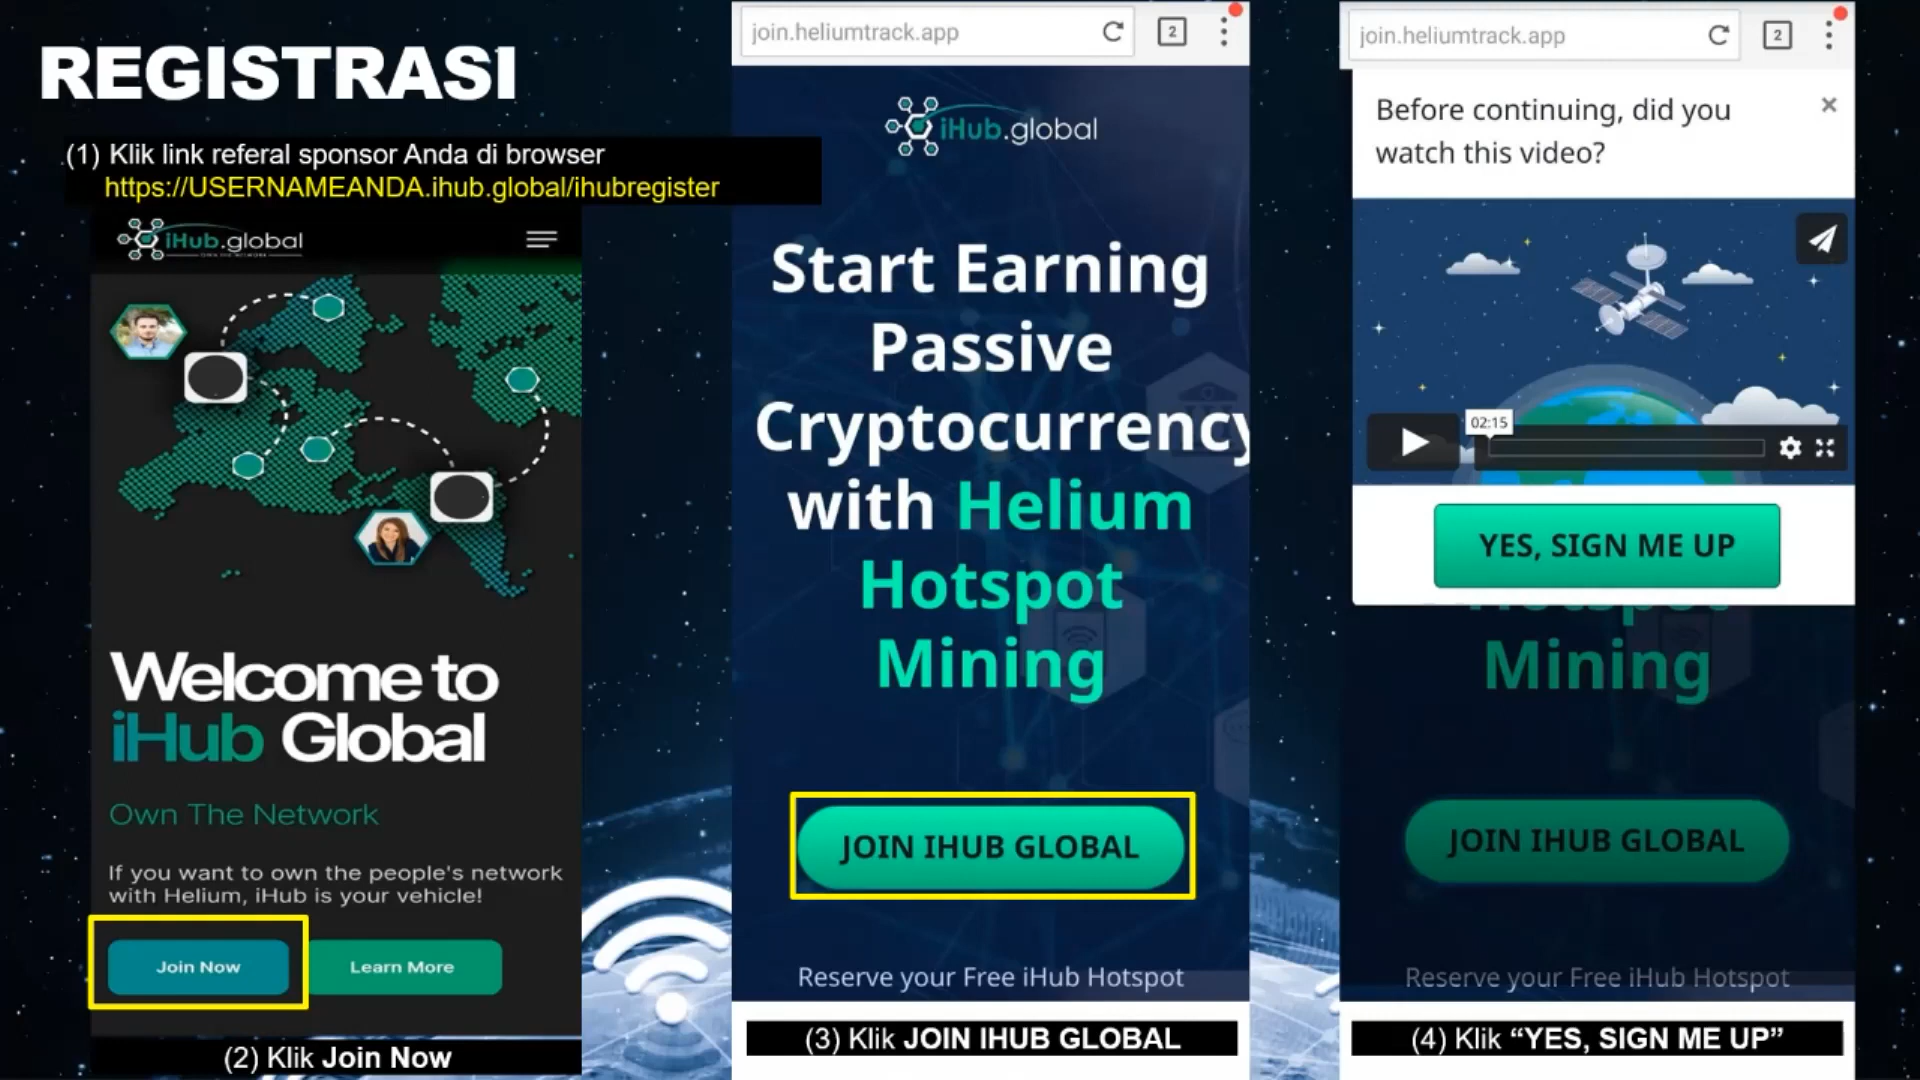 REGISTRASI
(1) Klik link referal sponsor Anda di browser
https://USERNAMEANDA.ihub.global/ihubregister
iHub.global
Welcome to
iHub Global
Own The Network
If you want to own the people's network
with Helium, iHub is your vehicle!
Join Now
Learn More
(2) Klik Join Now
join.heliumtrack.app
2
iHub.global
Start Earning
Passive
Cryptocurrency
with Helium
Hotspot
Mining
JOIN IHUB GLOBAL
Reserve your Free iHub Hotspot
(3) Klik JOIN IHUB GLOBAL
join.heliumtrack.app
2
Before continuing, did you
watch this video?
02:15
YES, SIGN ME UP
Hotspot
Mining
JOIN IHUB GLOBAL
Reserve your Free iHub Hotspot
(4) Klik “YES, SIGN ME UP”